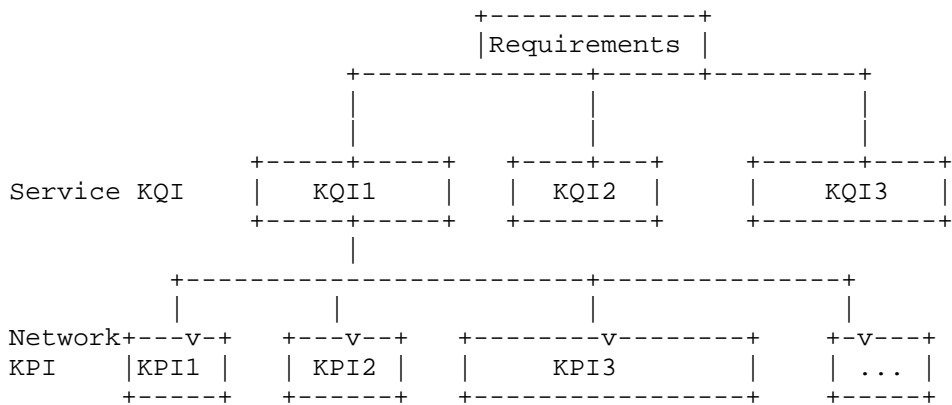 Requirements
Service KQI KQI1 KQI2 KQI3
Network
KPI KPI1 KPI2 KPI3 ...